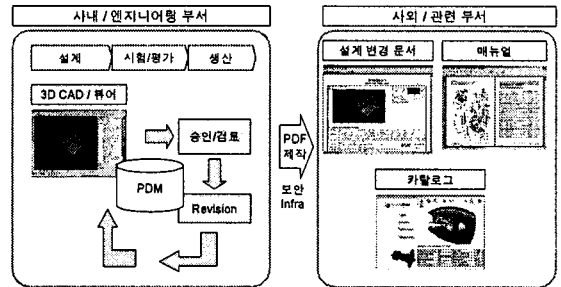 사내 / 엔지니어링 부서
설계
시험/평가
생산
3D CAD / 뷰어
승인/검토
PDM
Revision
PDF
제작
보안
Infra
사외 / 관련 부서
설계 변경 문서
매뉴얼
카탈로그